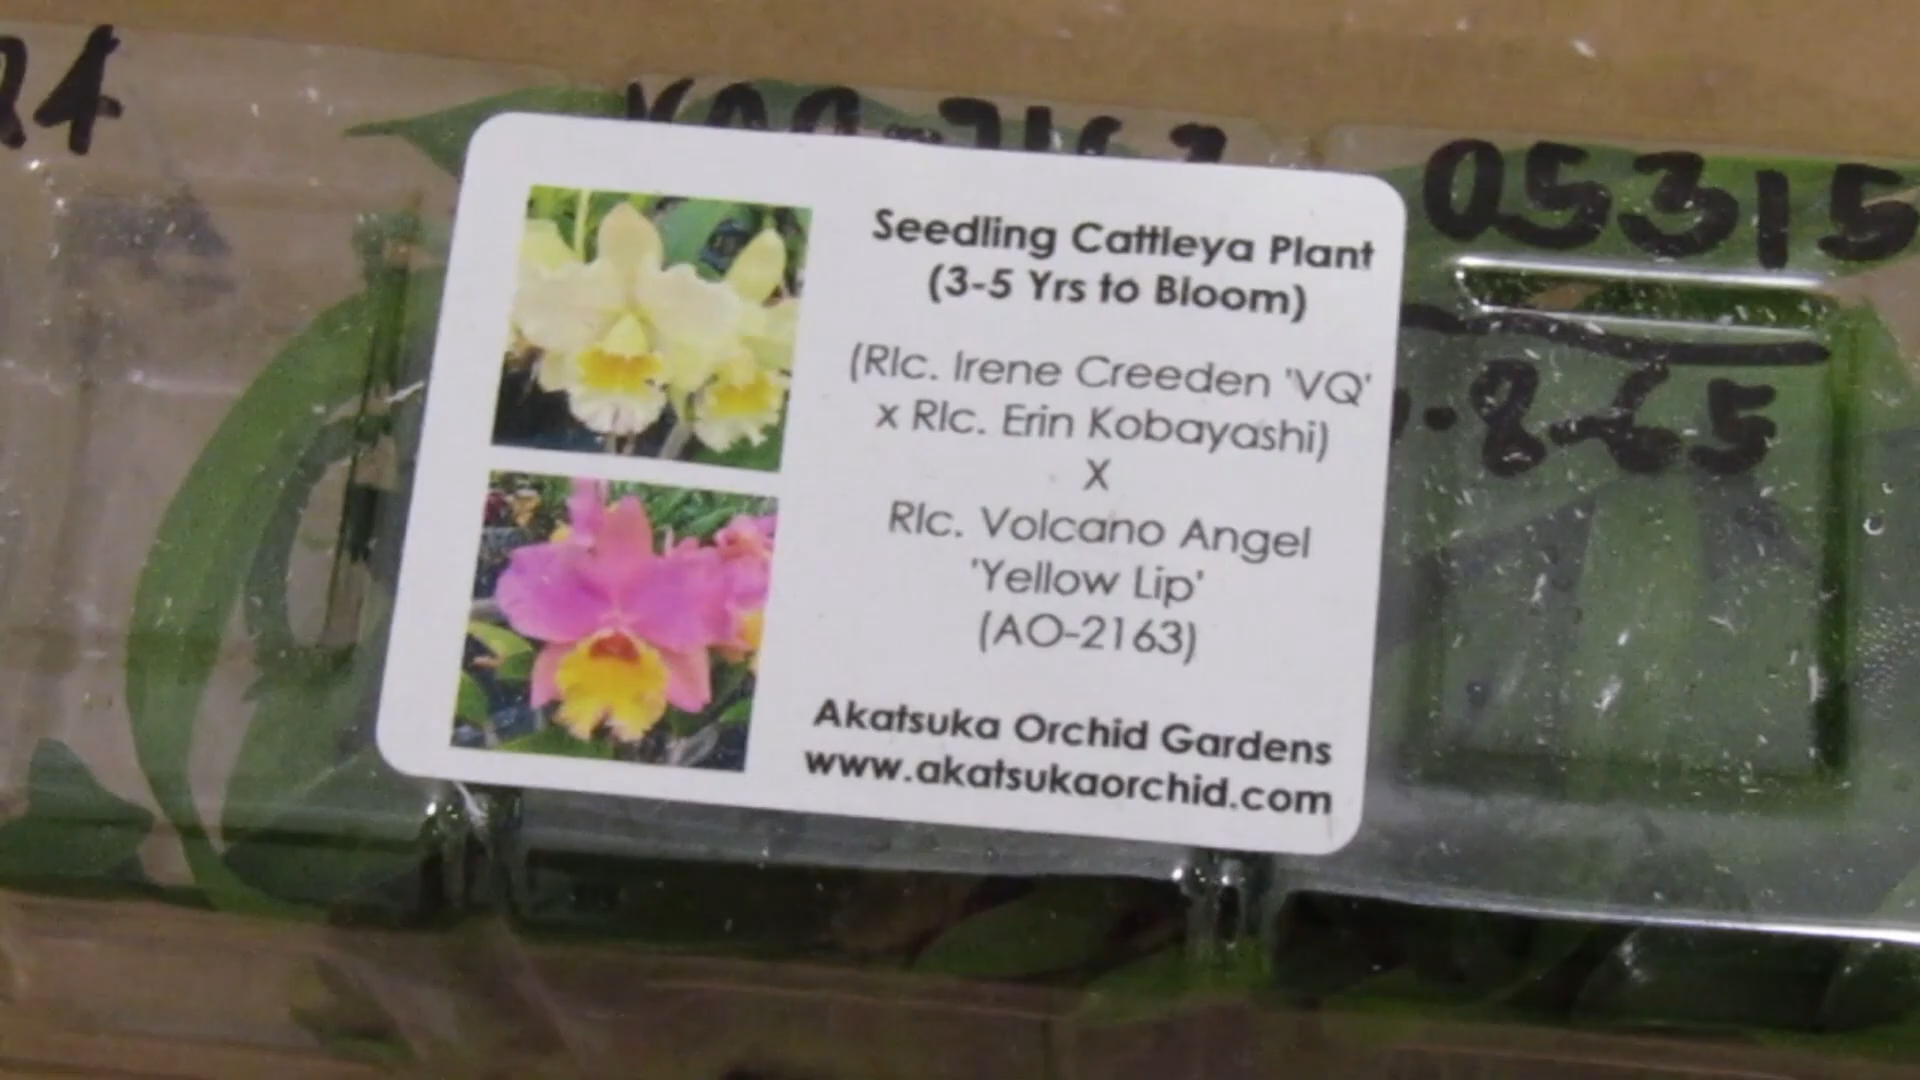 05315
Seedling Cattleya Plant
(3-5 Yrs to Bloom)
(Rlc. Irene Creeden 'VQ'
x Rlc. Erin Kobayashi)
X
Rlc. Volcano Angel
'Yellow Lip'
(AO-2163)
Akatsuka Orchid Gardens
www.akatsukaorchid.com